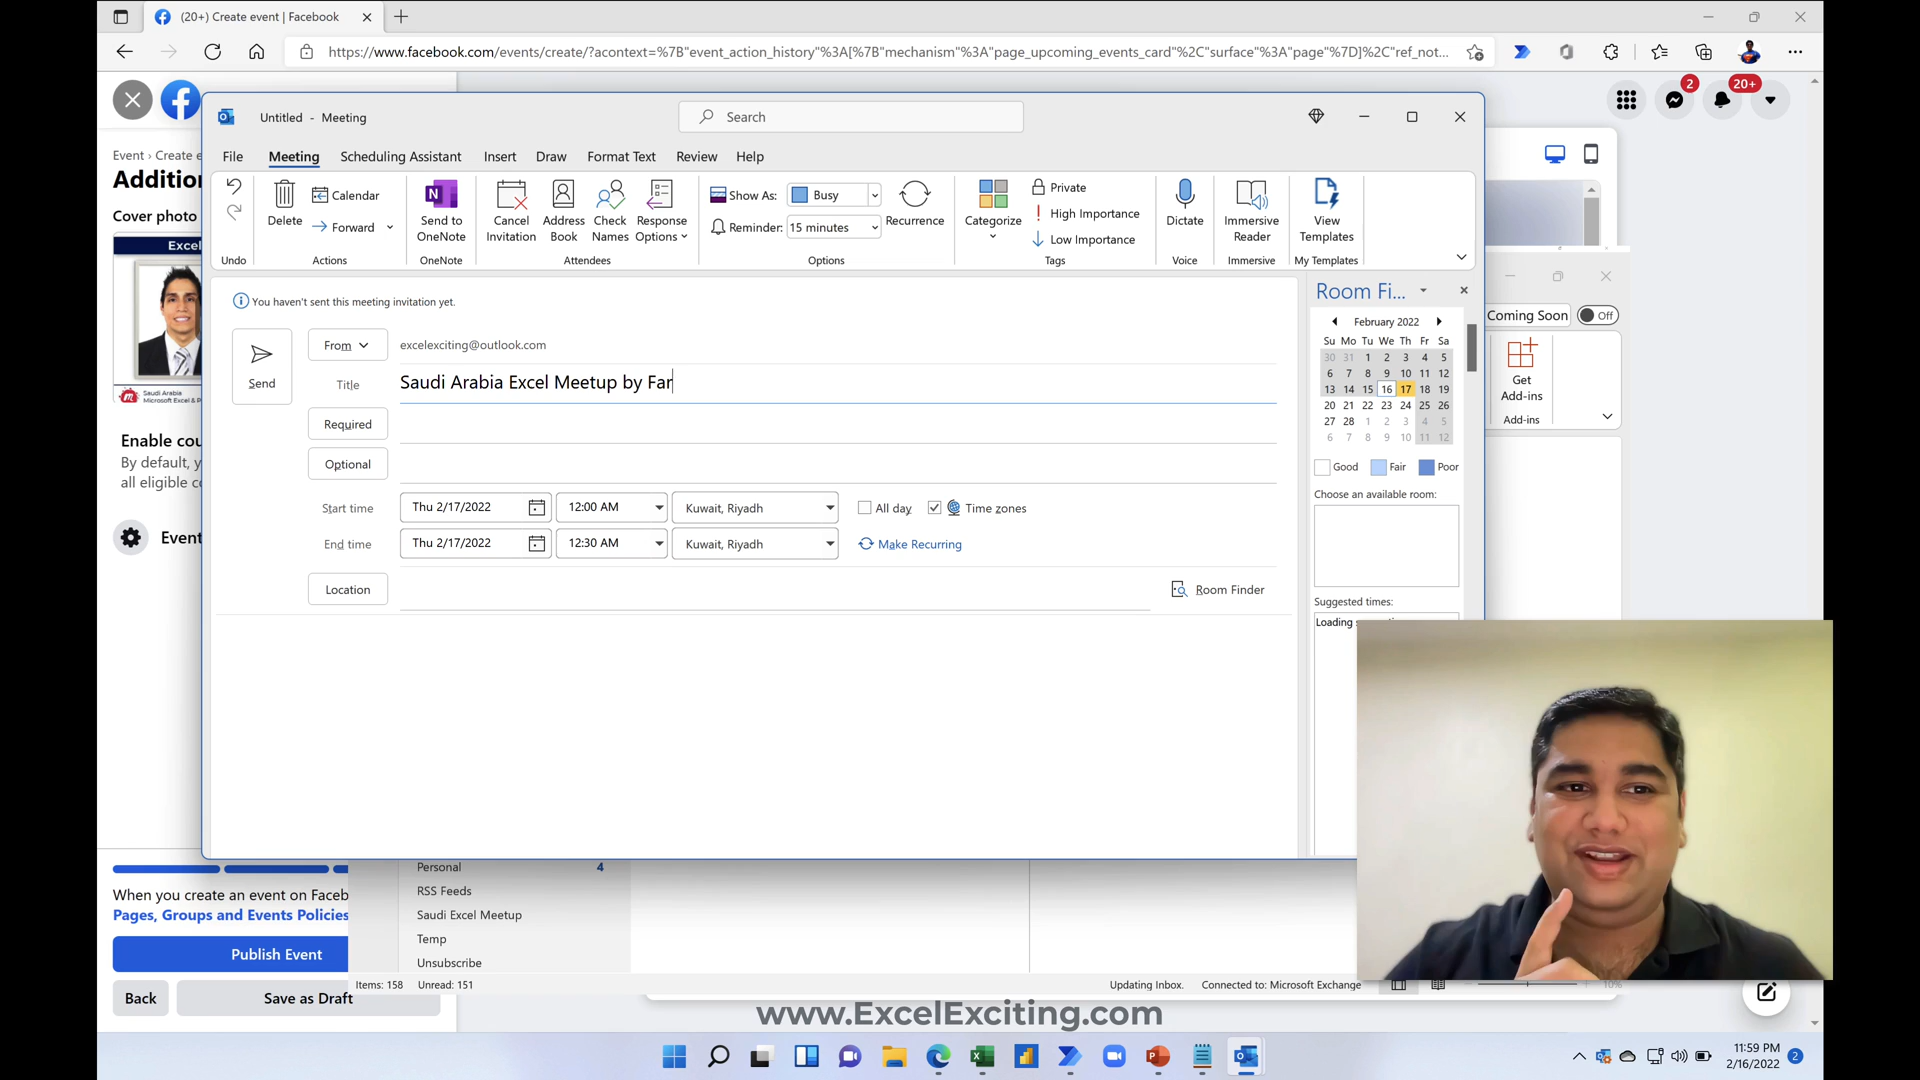 (20+) Create event | Facebook
https://www.facebook.com/events/create/?acontext=%7B"event_action_history"%3A[%7B"mechanism"%3A"page_upcoming_events_card"%2C"surface"%3A"page"%7D]%2C"ref_not...
2
20+
Event › Create e
Addition
Cover photo
Excel
Saudi Arabia
Enable cou
By default, y
all eligible co
Event
Untitled - Meeting
Search
File Meeting Scheduling Assistant Insert Draw Format Text Review Help
Undo
Delete
Calendar
Forward
Actions
Send to
OneNote
OneNote
Cancel
Invitation
Address
Book
Check
Names
Response
Options
Attendees
Show As:
Busy
Reminder:
15 minutes
Recurrence
Options
Categorize
Private
High Importance
Low Importance
Tags
Dictate
Voice
Immersive
Reader
Immersive
View
Templates
My Templates
You haven't sent this meeting invitation yet.
Send
From
excelexciting@outlook.com
Title
Saudi Arabia Excel Meetup by Far
Required
Optional
Start time
Thu 2/17/2022
12:00 AM
Kuwait, Riyadh
All day
Time zones
End time
Thu 2/17/2022
12:30 AM
Kuwait, Riyadh
Make Recurring
Location
Room Finder
Room Fi...
February 2022
Su Mo Tu We Th Fr Sa
30 31 1 2 3 4 5
6 7 8 9 10 11 12
13 14 15 16 17 18 19
20 21 22 23 24 25 26
27 28 1 2 3 4 5
6 7 8 9 10 11 12
Good Fair Poor
Choose an available room:
Suggested times:
Loading
Coming Soon
Off
Get
Add-ins
Add-ins
Personal 4
RSS Feeds
Saudi Excel Meetup
Temp
Unsubscribe
Items: 158 Unread: 151
Updating Inbox.
Connected to: Microsoft Exchange
10%
When you create an event on Faceb
Pages, Groups and Events Policies
Publish Event
Back
Save as Draft
www.ExcelExciting.com
11:59 PM
2/16/2022
2